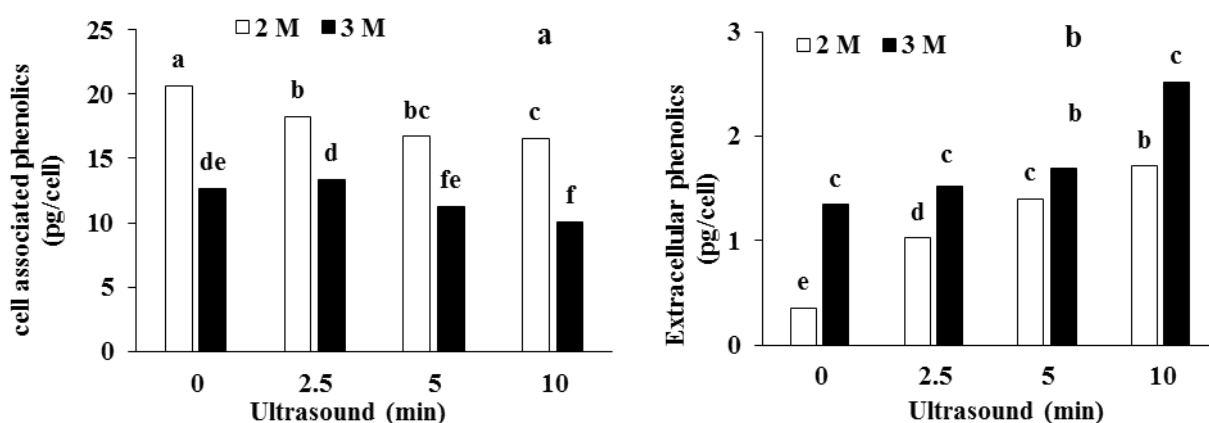 25
20
15
10
5
0
cell associated phenolics
(pg/cell)
2 M
3 M
a
a
b
bc
c
de
d
fe
f
0 2.5 5 10
Ultrasound (min)
3
2
1
0
Extracellular phenolics
(pg/cell)
2 M
3 M
b
c
b
b
c
c
c
d
e
0 2.5 5 10
Ultrasound (min)